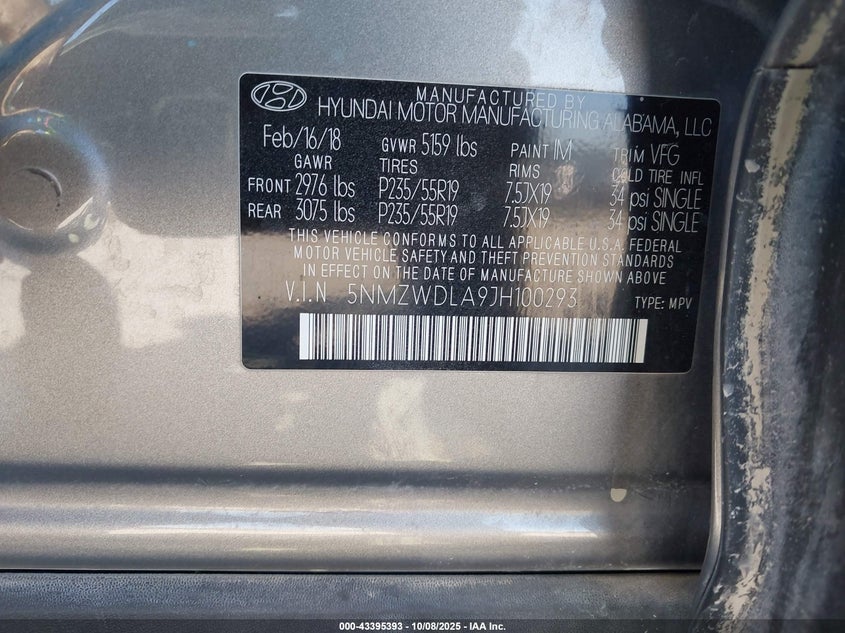 MANUFACTURED BY
HYUNDAI MOTOR MANUFACTURING ALABAMA, LLC
Feb/16/18 GVWR 5159 lbs PAINT IM TRIM VFG
GAWR TIRES RIMS COLD TIRE INFL
FRONT 2976 lbs P235/55R19 7.5JX19 34 psi SINGLE
REAR 3075 lbs P235/55R19 7.5JX19 34 psi SINGLE
THIS VEHICLE CONFORMS TO ALL APPLICABLE U.S.A. FEDERAL
MOTOR VEHICLE SAFETY AND THEFT PREVENTION STANDARDS
IN EFFECT ON THE DATE OF MANUFACTURE SHOWN ABOVE
V.I.N 5NMZWDLA9JH100293 TYPE: MPV
000-43395393 - 10/08/2025 - IAA Inc.